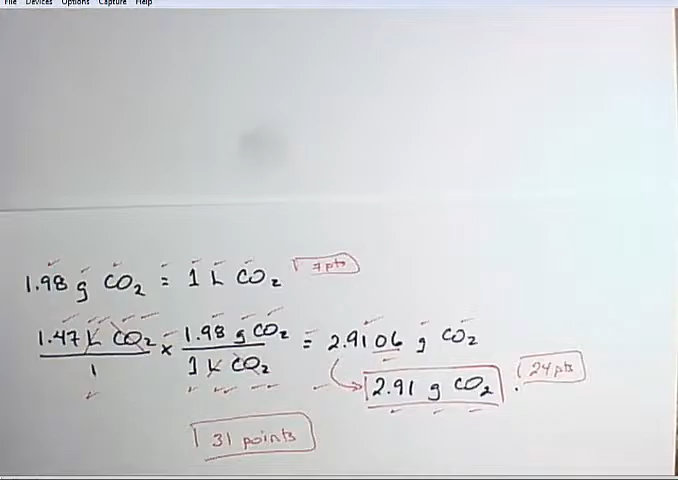 File Devices Options Capture Help
1.98 g CO₂ = 1 L CO₂ 7 pts
1.47 L CO₂ / 1 × 1.98 g CO₂ / 1 L CO₂ = 2.9106 g CO₂
2.91 g CO₂. 24 pts
31 points